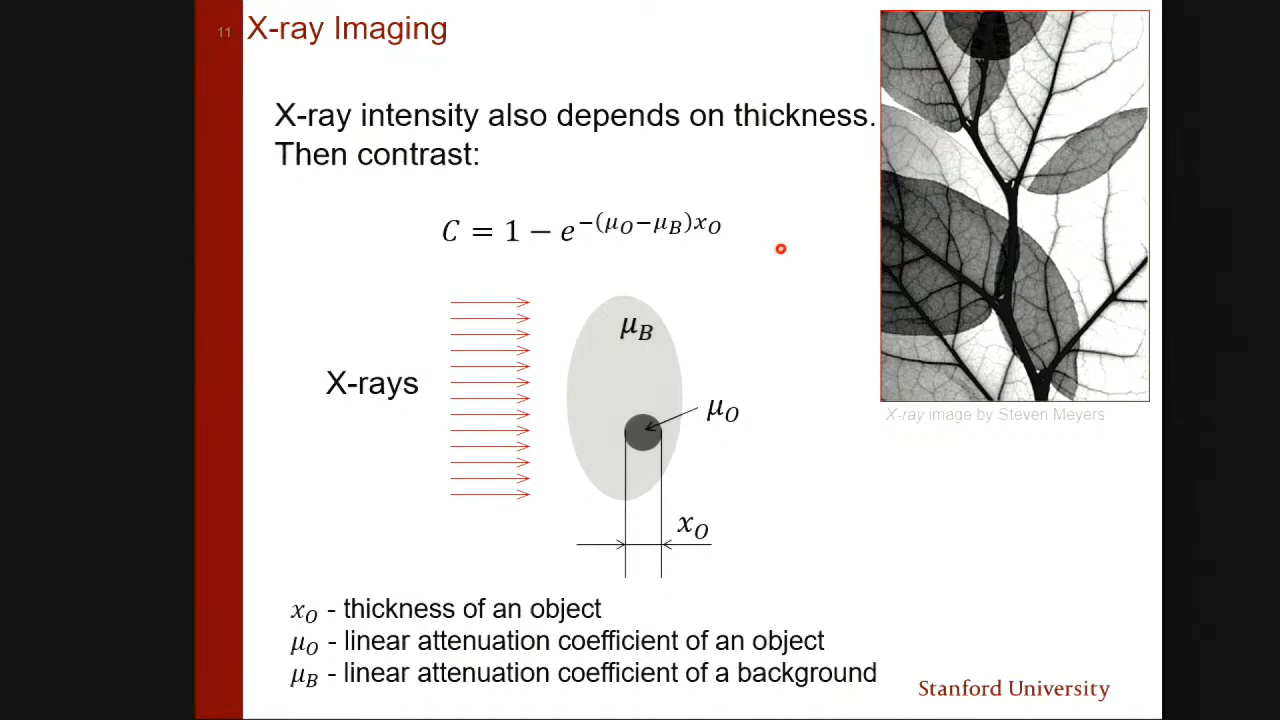 11
X-ray Imaging
X-ray intensity also depends on thickness.
Then contrast:
C = 1 − e^{−(μ_O−μ_B)x_O}
μ_B
X-rays
μ_O
x_O
X-ray image by Steven Meyers
x_O - thickness of an object
μ_O - linear attenuation coefficient of an object
μ_B - linear attenuation coefficient of a background
Stanford University